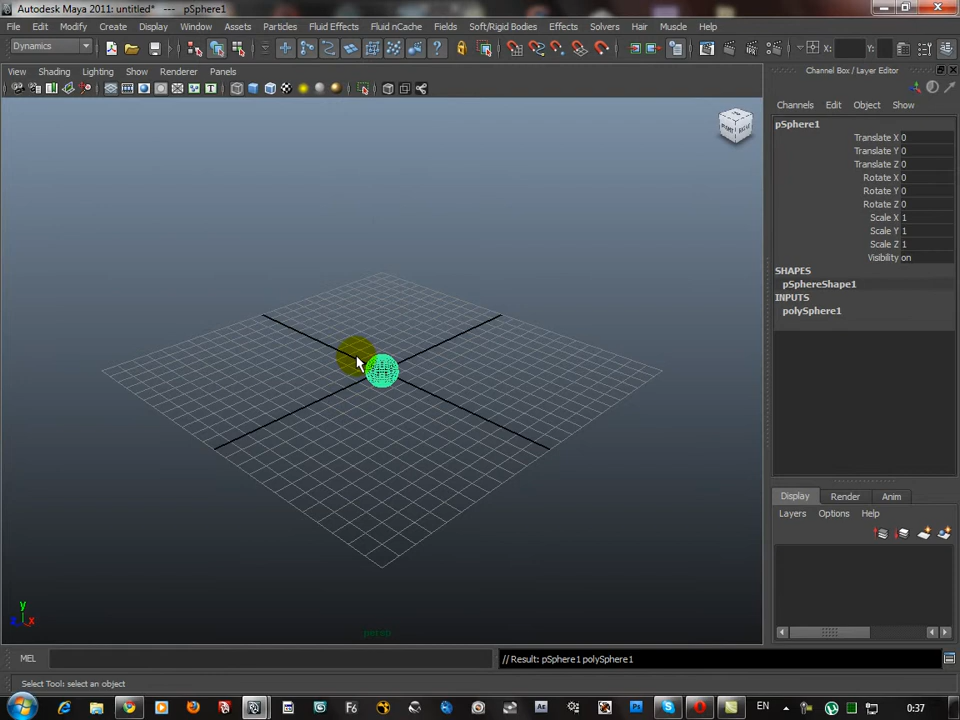 Autodesk Maya 2011: untitled* --- pSphere1
File Edit Modify Create Display Window Assets Fluid Effects Fluid nCache Fields Soft/Rigid Bodies Effects Solvers Hair Muscle Help
Dynamics X: Y:
View Shading Lighting Show Renderer Panels
Channel Box / Layer Editor
Channels Edit Object Show
pSphere1
Translate X 0
Translate Y 0
Translate Z 0
Rotate X 0
Rotate Y 0
Rotate Z 0
Scale X 1
Scale Y 1
Scale Z 1
Visibility on
SHAPES
pSphereShape1
INPUTS
polySphere1
Display Render Anim
Layers Options Help
y
x
persp
MEL // Result: pSphere1 polySphere1
Select Tool: select an object
F6 Ae Ps EN 0:37